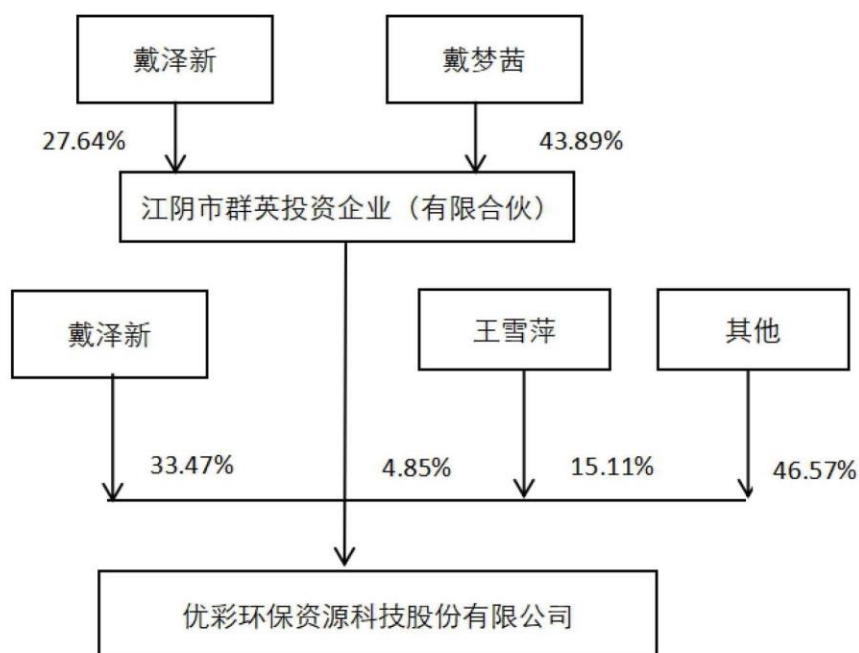 戴泽新
戴梦茜
27.64%
43.89%
江阴市群英投资企业（有限合伙）
戴泽新
王雪萍
其他
33.47%
4.85%
15.11%
46.57%
优彩环保资源科技股份有限公司